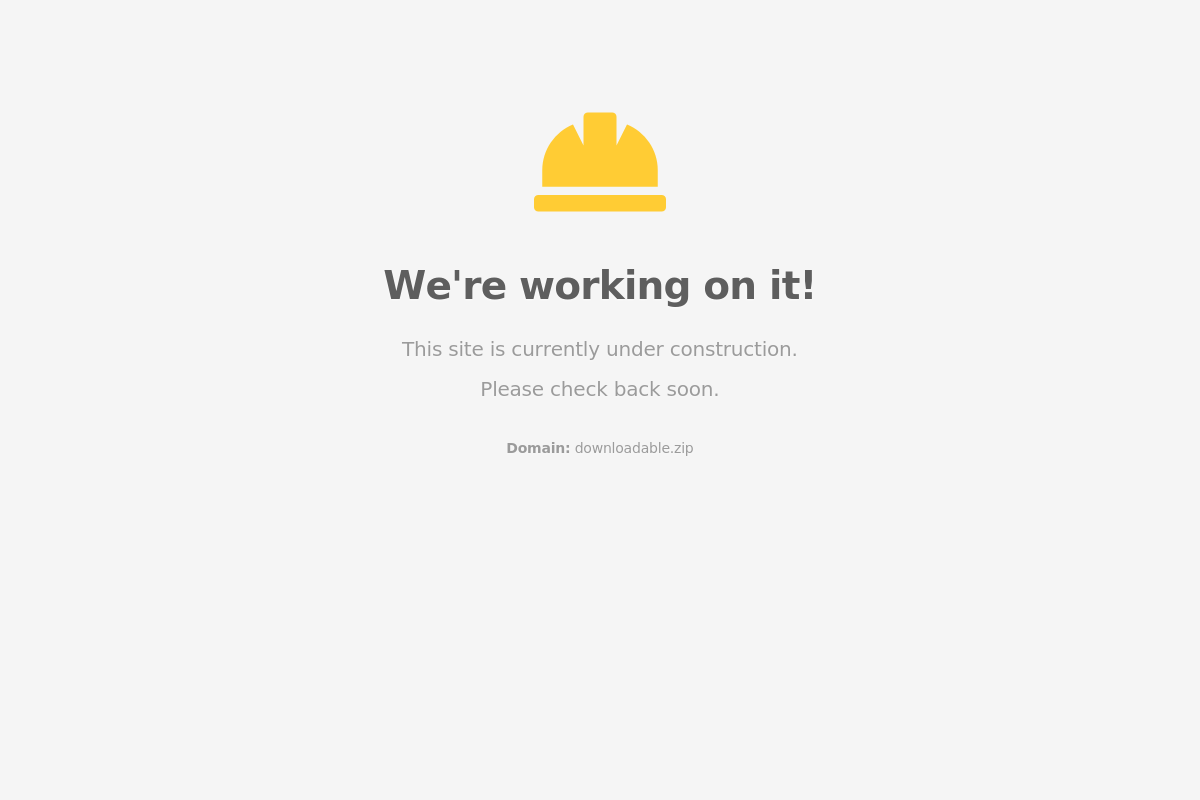 We're working on it!
This site is currently under construction.
Please check back soon.
Domain: downloadable.zip